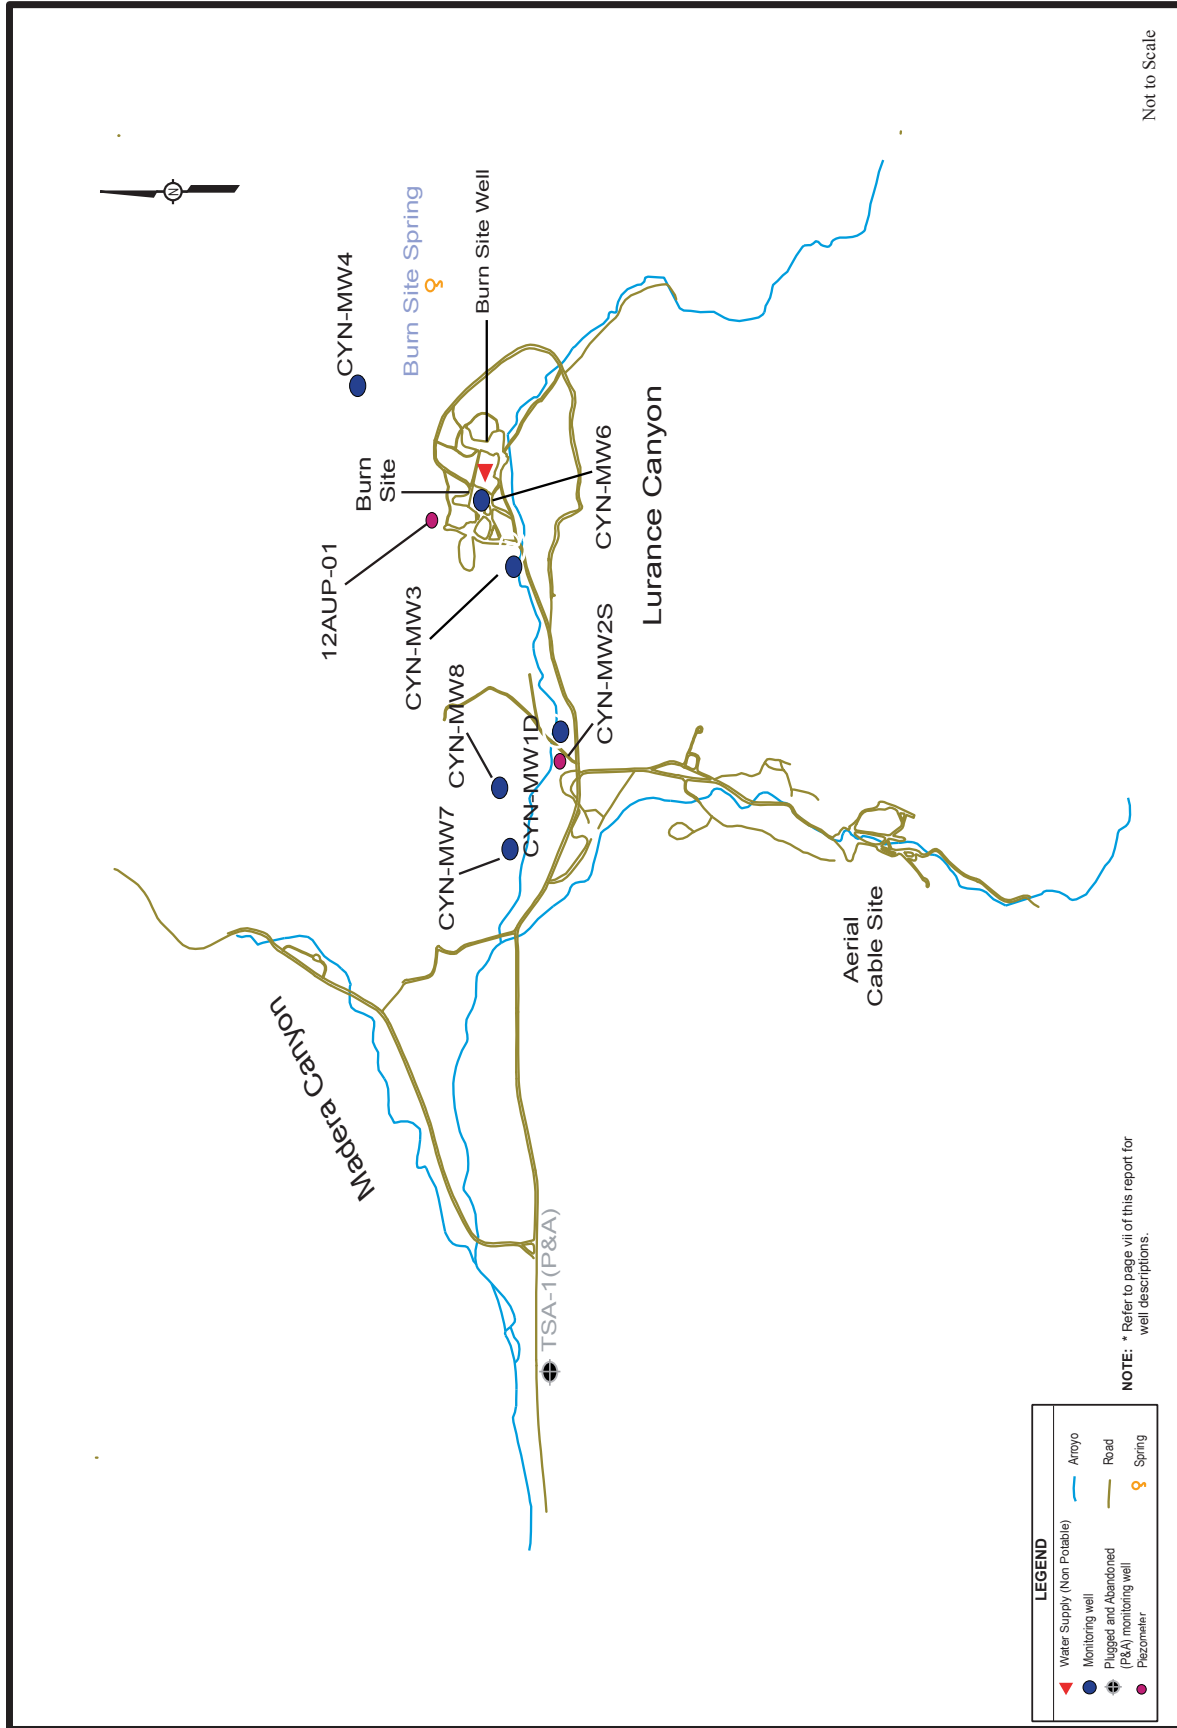 Not to Scale
N
CYN-MW4
Burn Site Spring
Burn Site Well
Burn
Site
12AUP-01
CYN-MW6
CYN-MW3
Lurance Canyon
CYN-MW8
CYN-MW2S
CYN-MW1D
CYN-MW7
Madera Canyon
Aerial
Cable Site
TSA-1(P&A)
LEGEND
Water Supply (Non Potable)
Monitoring well
Plugged and Abandoned
(P&A) monitoring well
Piezometer
Arroyo
Road
Spring
NOTE: * Refer to page vii of this report for
well descriptions.